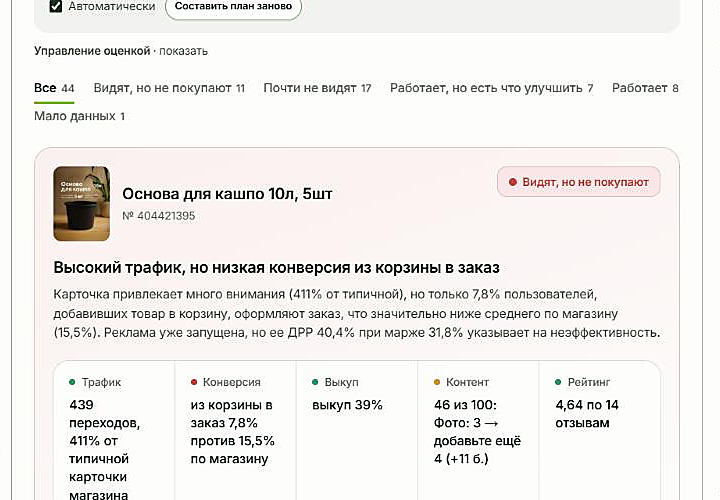 Автоматически
Составить план заново
Управление оценкой · показать
Все 44 Видят, но не покупают 11 Почти не видят 17 Работает, но есть что улучшить 7 Работает 8
Мало данных 1
Основа
для кашпо
Основа для кашпо 10л, 5шт
№ 404421395
Видят, но не покупают
Высокий трафик, но низкая конверсия из корзины в заказ
Карточка привлекает много внимания (411% от типичной), но только 7,8% пользователей,
добавивших товар в корзину, оформляют заказ, что значительно ниже среднего по магазину
(15,5%). Реклама уже запущена, но ее ДРР 40,4% при марже 31,8% указывает на неэффективность.
Трафик
439
переходов,
411% от
типичной
карточки
магазина
Конверсия
из корзины в
заказ 7,8%
против 15,5%
по магазину
Выкуп
выкуп 39%
Контент
46 из 100:
Фото: 3 →
добавьте ещё
4 (+11 б.)
Рейтинг
4,64 по 14
отзывам